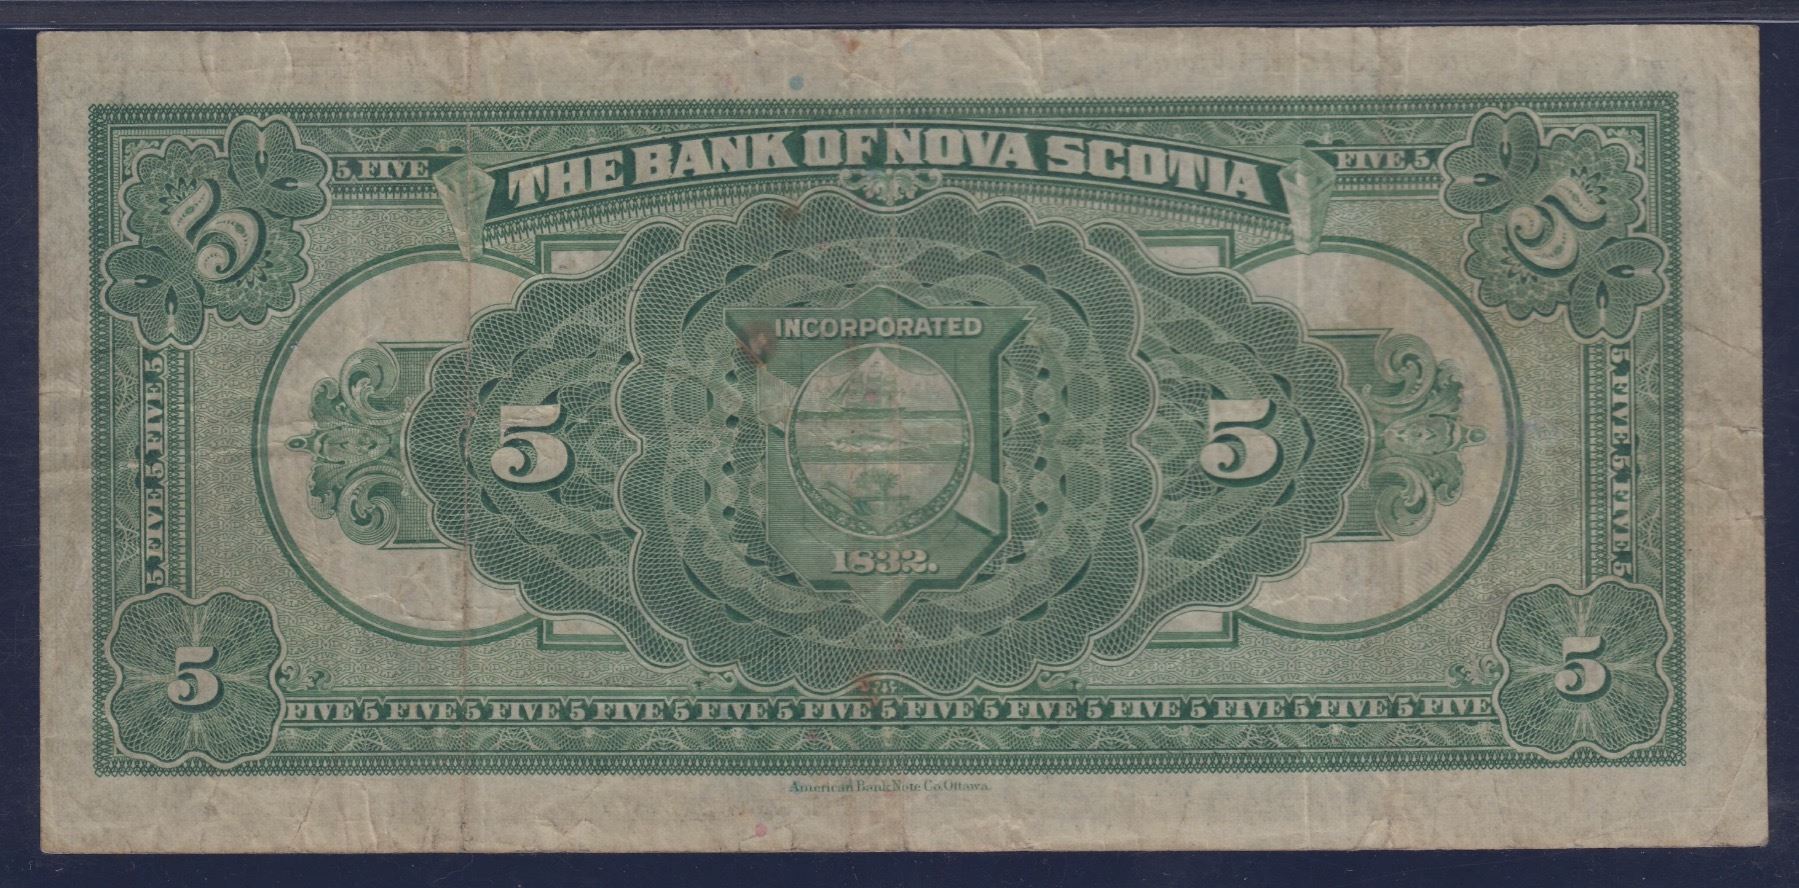 THE BANK OF NOVA SCOTIA
5. FIVE
FIVE 5.
5
5
INCORPORATED
5
5
1832.
5 FIVE 5 FIVE 5
5 FIVE 5 FIVE 5
5
5
FIVE 5 FIVE 5 FIVE 5 FIVE 5 FIVE 5 FIVE 5 FIVE 5 FIVE 5 FIVE 5 FIVE 5 FIVE 5 FIVE
American Bank Note Co. Ottawa.